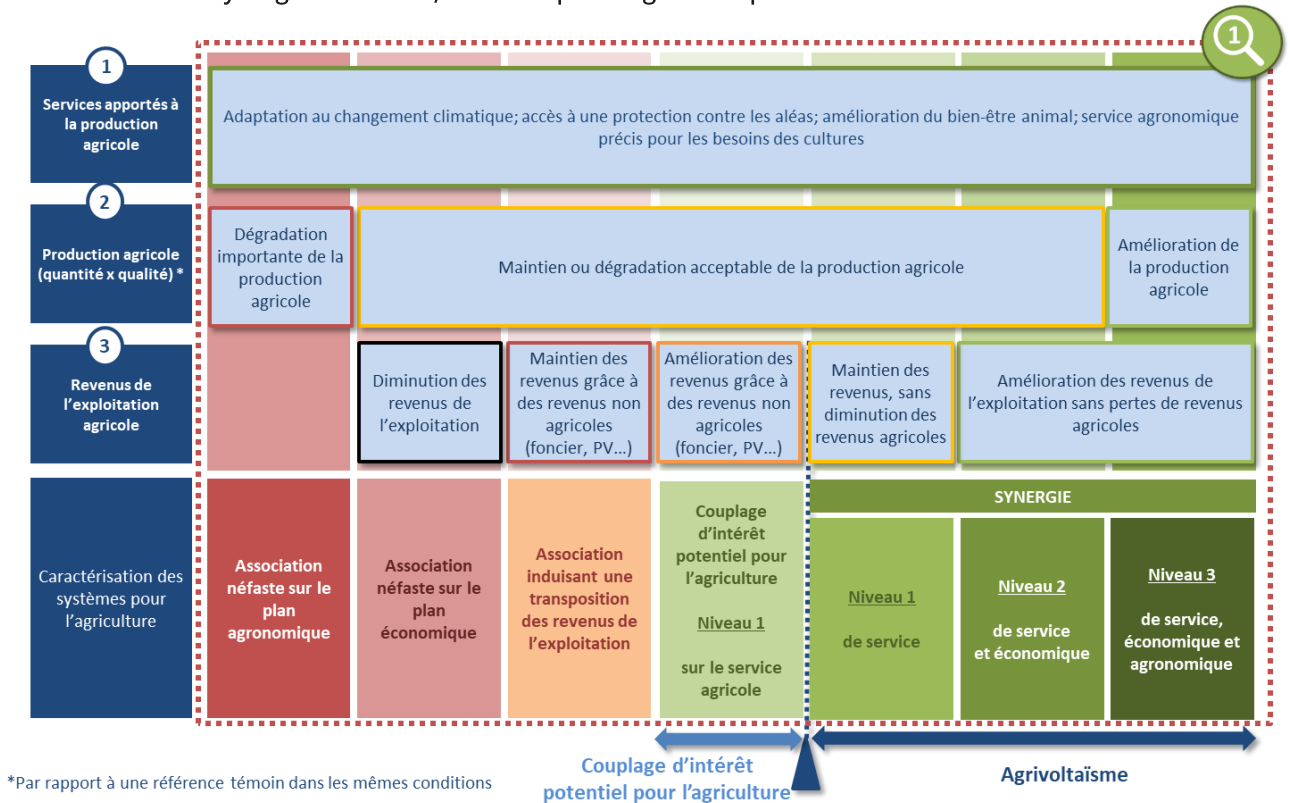 1
1
Services apportés à
la production
agricole
Adaptation au changement climatique; accès à une protection contre les aléas; amélioration du bien-être animal; service agronomique
précis pour les besoins des cultures
2
Production agricole
(quantité x qualité) *
Dégradation
importante de la
production
agricole
Maintien ou dégradation acceptable de la production agricole
Amélioration de
la production
agricole
3
Revenus de
l’exploitation
agricole
Diminution des
revenus de
l’exploitation
Maintien des
revenus grâce à
des revenus non
agricoles
(foncier, PV...)
Amélioration des
revenus grâce à
des revenus non
agricoles
(foncier, PV...)
Maintien des
revenus, sans
diminution des
revenus agricoles
Amélioration des revenus de
l’exploitation sans pertes de revenus
agricoles
Caractérisation des
systèmes pour
l’agriculture
Association
néfaste sur le
plan
agronomique
Association
néfaste sur le
plan
économique
Association
induisant une
transposition
des revenus de
l’exploitation
Couplage
d’intérêt
potentiel pour
l’agriculture
Niveau 1
sur le service
agricole
SYNERGIE
Niveau 1
de service
Niveau 2
de service
et économique
Niveau 3
de service,
économique et
agronomique
Couplage d’intérêt
potentiel pour l’agriculture
Agrivoltaïsme
*Par rapport à une référence témoin dans les mêmes conditions